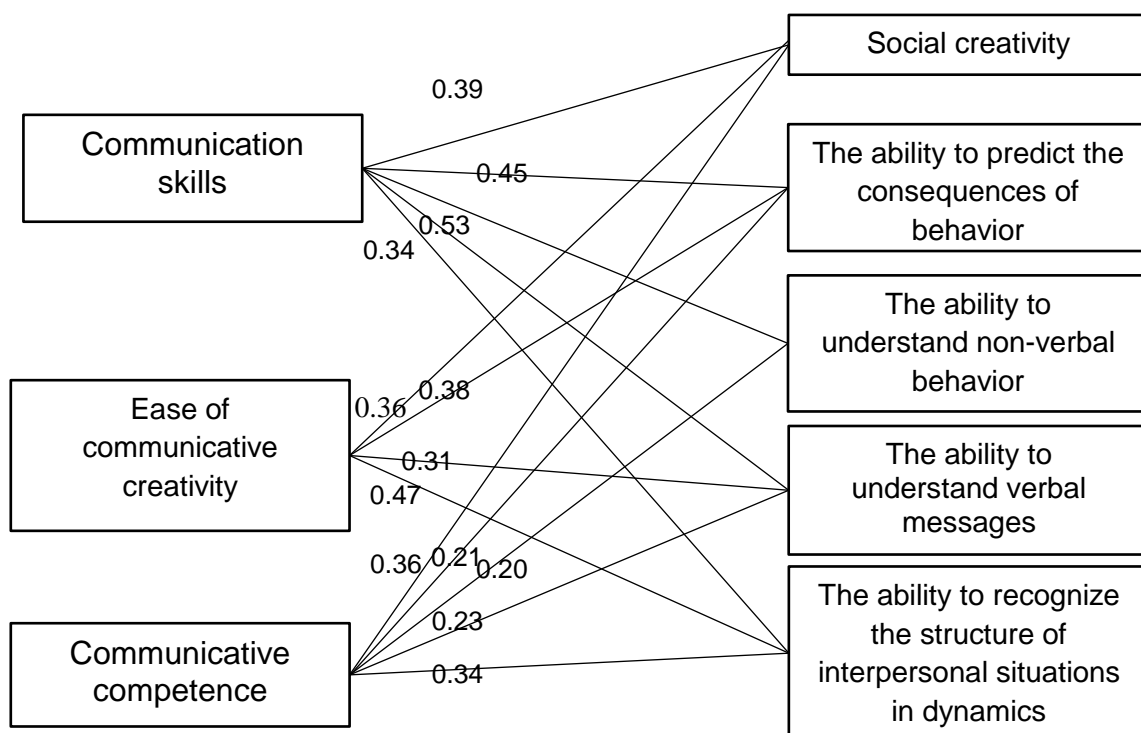 Social creativity
0.39
Communication
skills
The ability to predict the
consequences of
behavior
0.45
0.53
0.34
The ability to
understand non-verbal
behavior
Ease of
communicative
creativity
0.38
0.36
0.31
0.47
The ability to
understand verbal
messages
0.21
0.36
0.20
0.23
0.34
Communicative
competence
The ability to recognize
the structure of
interpersonal situations
in dynamics